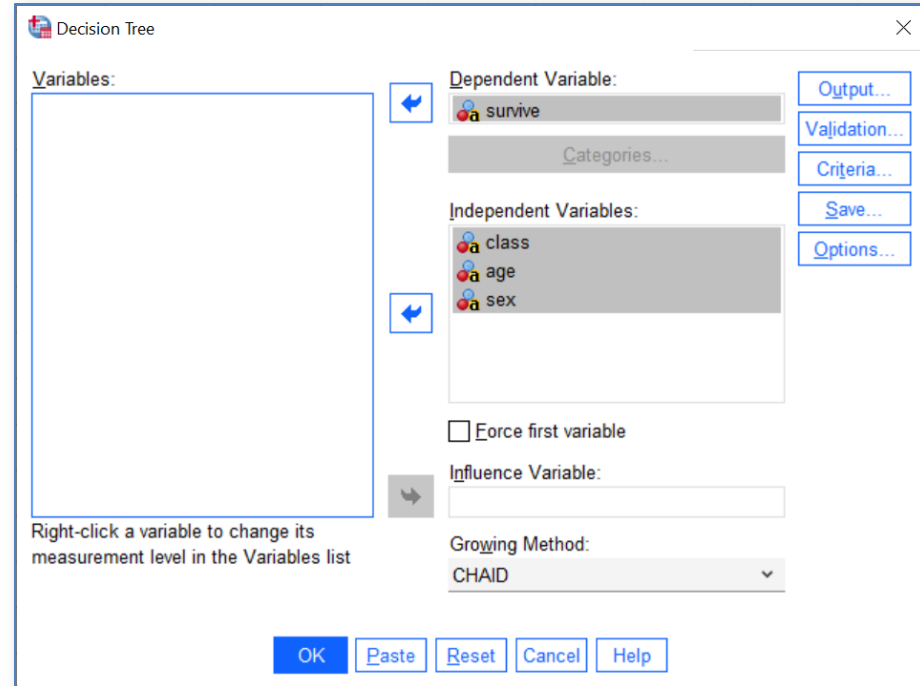 Decision Tree
Variables:
Right-click a variable to change its
measurement level in the Variables list
Dependent Variable:
a survive
Categories...
Independent Variables:
a class
a age
a sex
Force first variable
Influence Variable:
Growing Method:
CHAID
Output...
Validation...
Criteria...
Save...
Options...
OK
Paste
Reset
Cancel
Help